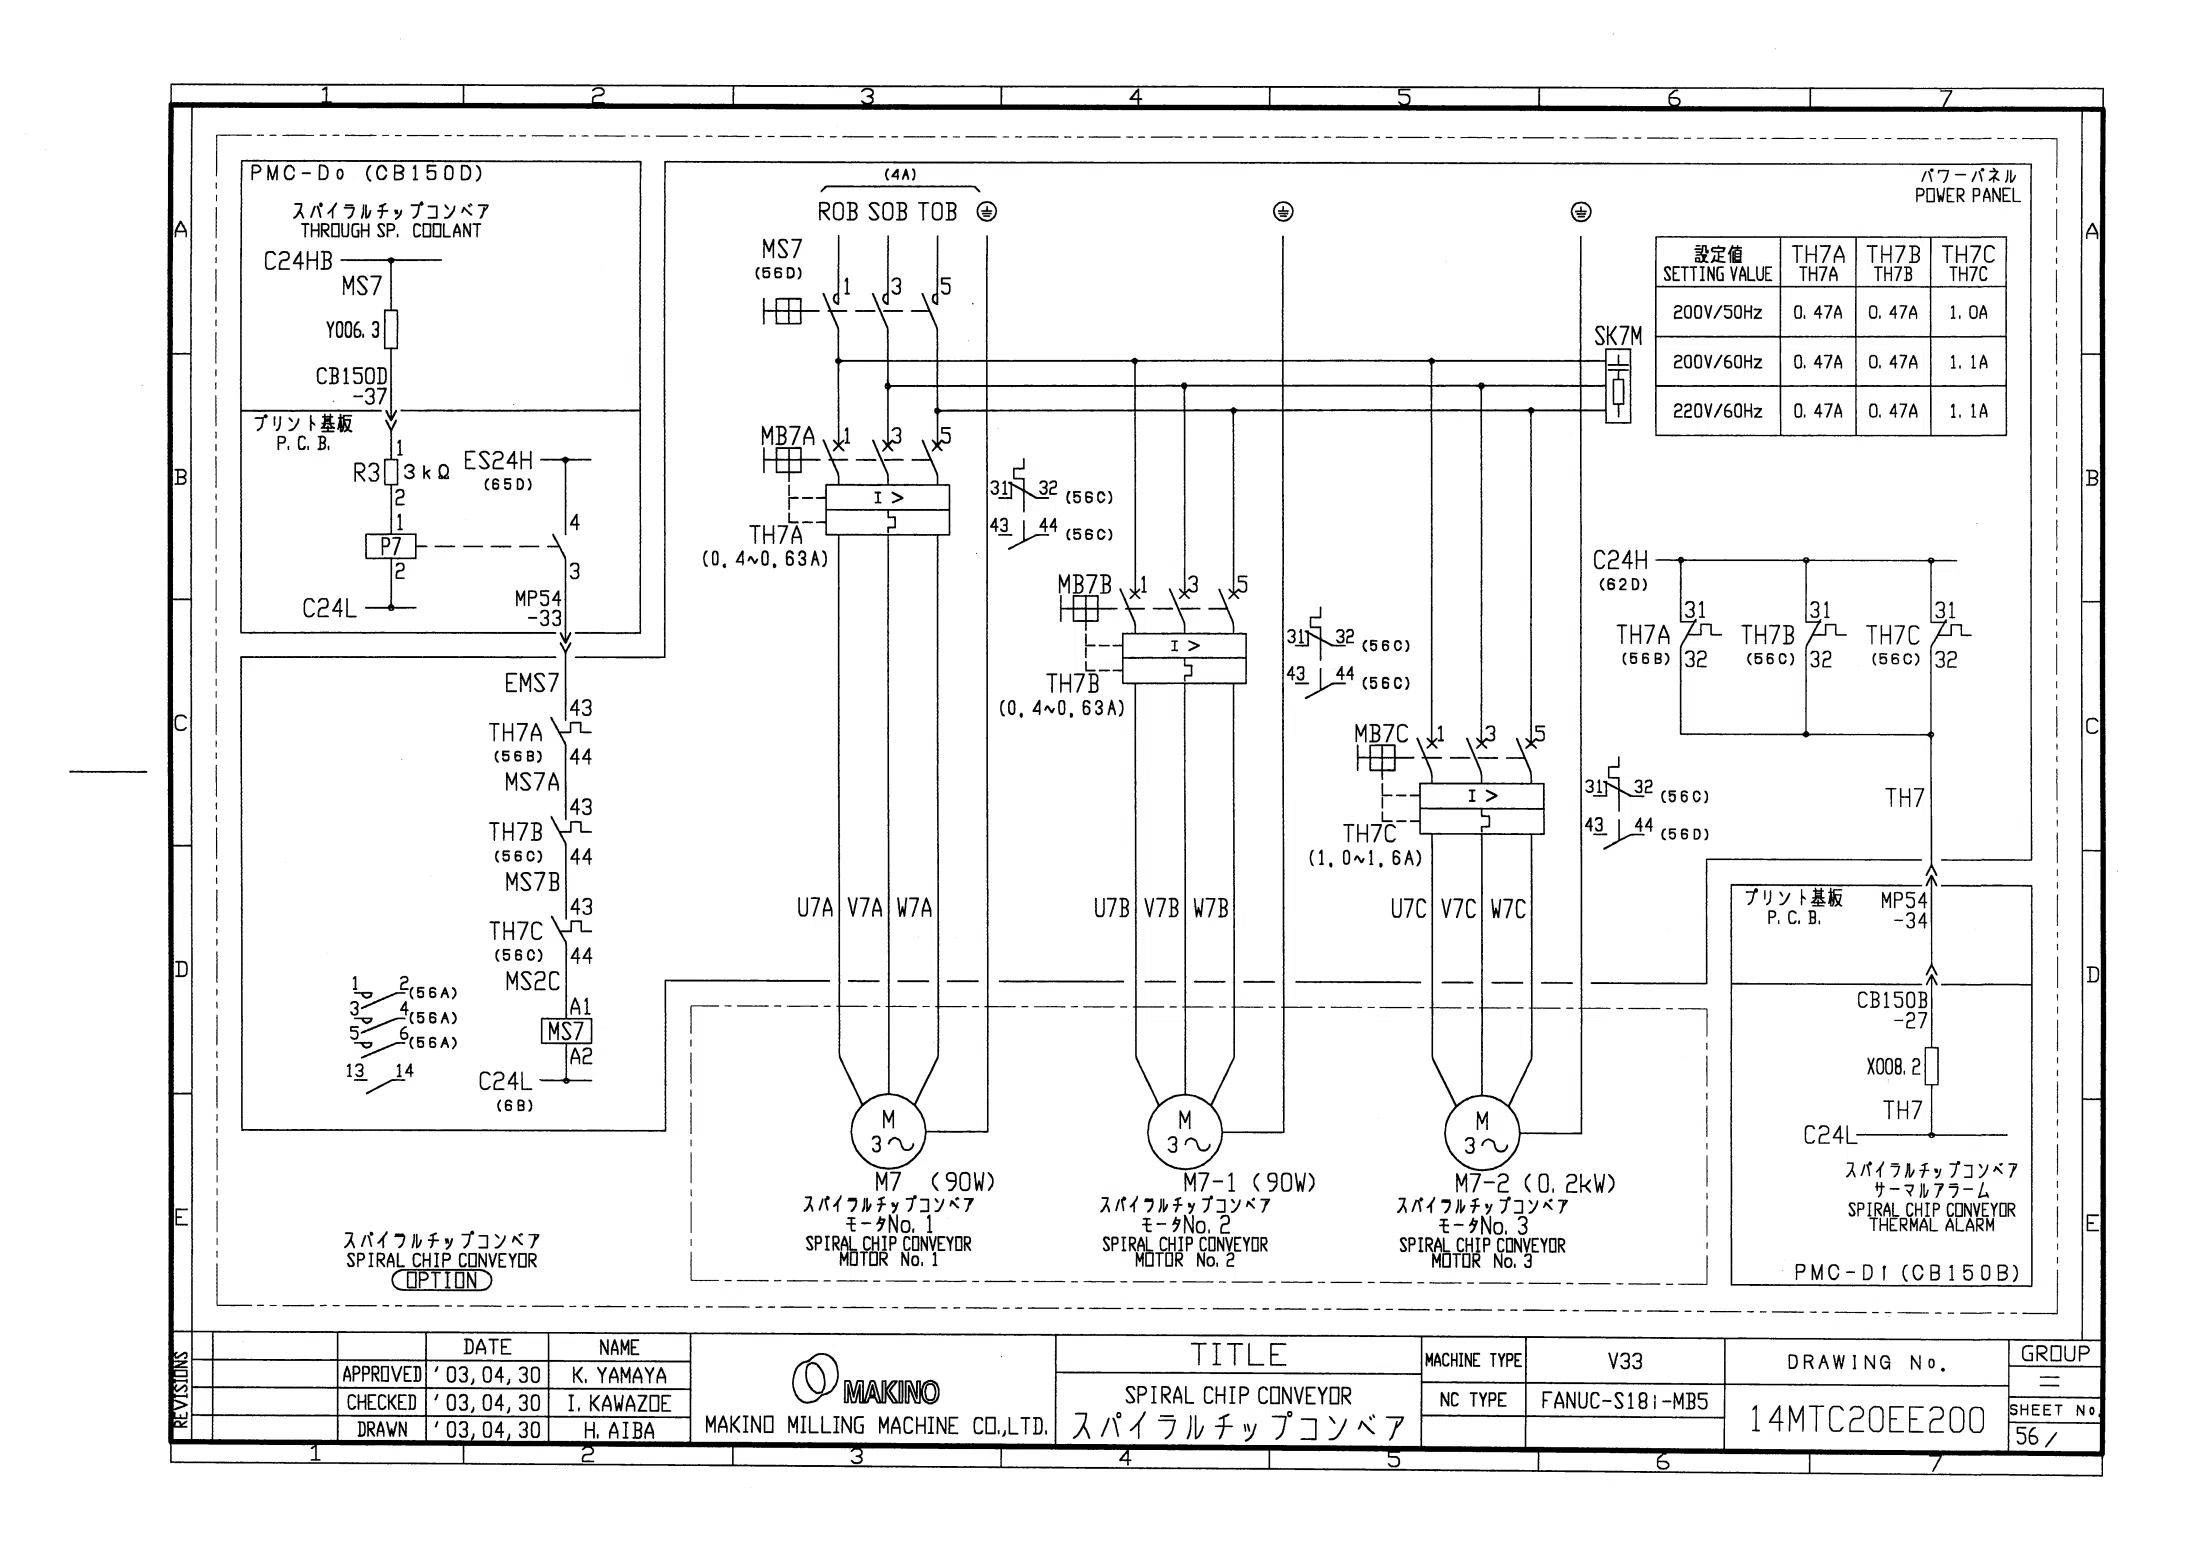 1 2 3 4 5 6 7
A
B
C
D
E
PMC-Do (CB150D)
スパイラルチップコンベア
THROUGH SP. COOLANT
C24HB
MS7
Y006.3
CB150D
-37
プリント基板
P.C.B.
1
R3 3kΩ
2
1
P7
2
C24L
ES24H
(65D)
4
3
MP54
-33
EMS7
43
TH7A
(56B) 44
MS7A
43
TH7B
(56C) 44
MS7B
43
TH7C
(56C) 44
MS2C
A1
MS7
A2
C24L
(6B)
1 2 (56A)
3 4 (56A)
5 6 (56A)
13 14
スパイラルチップコンベア
SPIRAL CHIP CONVEYOR
OPTION
(4A)
ROB SOB TOB
MS7
(56D)
1 3 5
MB7A 1 3 5
I >
TH7A
(0.4~0.63A)
31 32 (56C)
43 44 (56C)
MB7B 1 3 5
I >
TH7B
(0.4~0.63A)
31 32 (56C)
43 44 (56C)
MB7C 1 3 5
I >
TH7C
(1.0~1.6A)
31 32 (56C)
43 44 (56D)
SK7M
U7A V7A W7A
U7B V7B W7B
U7C V7C W7C
M
3~
M7 (90W)
スパイラルチップコンベア
モータNo.1
SPIRAL CHIP CONVEYOR
MOTOR No.1
M
3~
M7-1 (90W)
スパイラルチップコンベア
モータNo.2
SPIRAL CHIP CONVEYOR
MOTOR No.2
M
3~
M7-2 (0.2kW)
スパイラルチップコンベア
モータNo.3
SPIRAL CHIP CONVEYOR
MOTOR No.3
パワーパネル
POWER PANEL
設定値 TH7A TH7B TH7C
SETTING VALUE TH7A TH7B TH7C
200V/50Hz 0.47A 0.47A 1.0A
200V/60Hz 0.47A 0.47A 1.1A
220V/60Hz 0.47A 0.47A 1.1A
C24H
(62D)
31 31 31
TH7A TH7B TH7C
(56B) 32 (56C) 32 (56C) 32
TH7
プリント基板
P.C.B.
MP54
-34
CB150B
-27
X008.2
TH7
C24L
スパイラルチップコンベア
サーマルアラーム
SPIRAL CHIP CONVEYOR
THERMAL ALARM
PMC-Di (CB150B)
A
B
C
D
E
REVISIONS
DATE NAME
APPROVED '03,04,30 K. YAMAYA
CHECKED '03,04,30 I. KAWAZOE
DRAWN '03,04,30 H. AIBA
MAKINO
MAKINO MILLING MACHINE CO.,LTD.
TITLE
SPIRAL CHIP CONVEYOR
スパイラルチップコンベア
MACHINE TYPE V33
NC TYPE FANUC-S18i-MB5
DRAWING No.
14MTC20EE200
GROUP
=
SHEET No.
56/
1 2 3 4 5 6 7